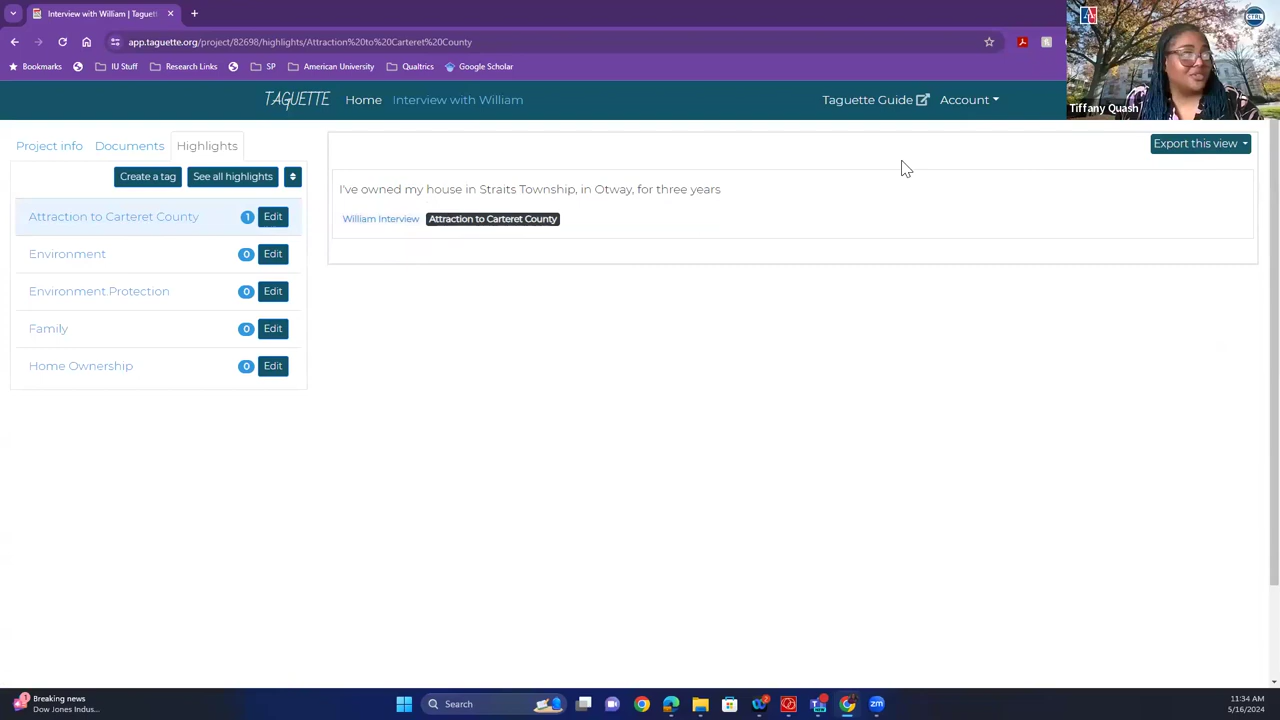 Interview with William | Taguett
app.taguette.org/project/82698/highlights/Attraction%20to%20Carteret%20County
Bookmarks IU Stuff Research Links SP American University Qualtrics Google Scholar
CTRL
Tiffany Quash
TAGUETTE Home Interview with William Taguette Guide Account
Project info Documents Highlights
Export this view
Create a tag See all highlights
I've owned my house in Straits Township, in Otway, for three years
William Interview Attraction to Carteret County
Attraction to Carteret County 1 Edit
Environment 0 Edit
Environment.Protection 0 Edit
Family 0 Edit
Home Ownership 0 Edit
1 Breaking news
Dow Jones Indus...
Search
zm
11:34 AM
5/16/2024